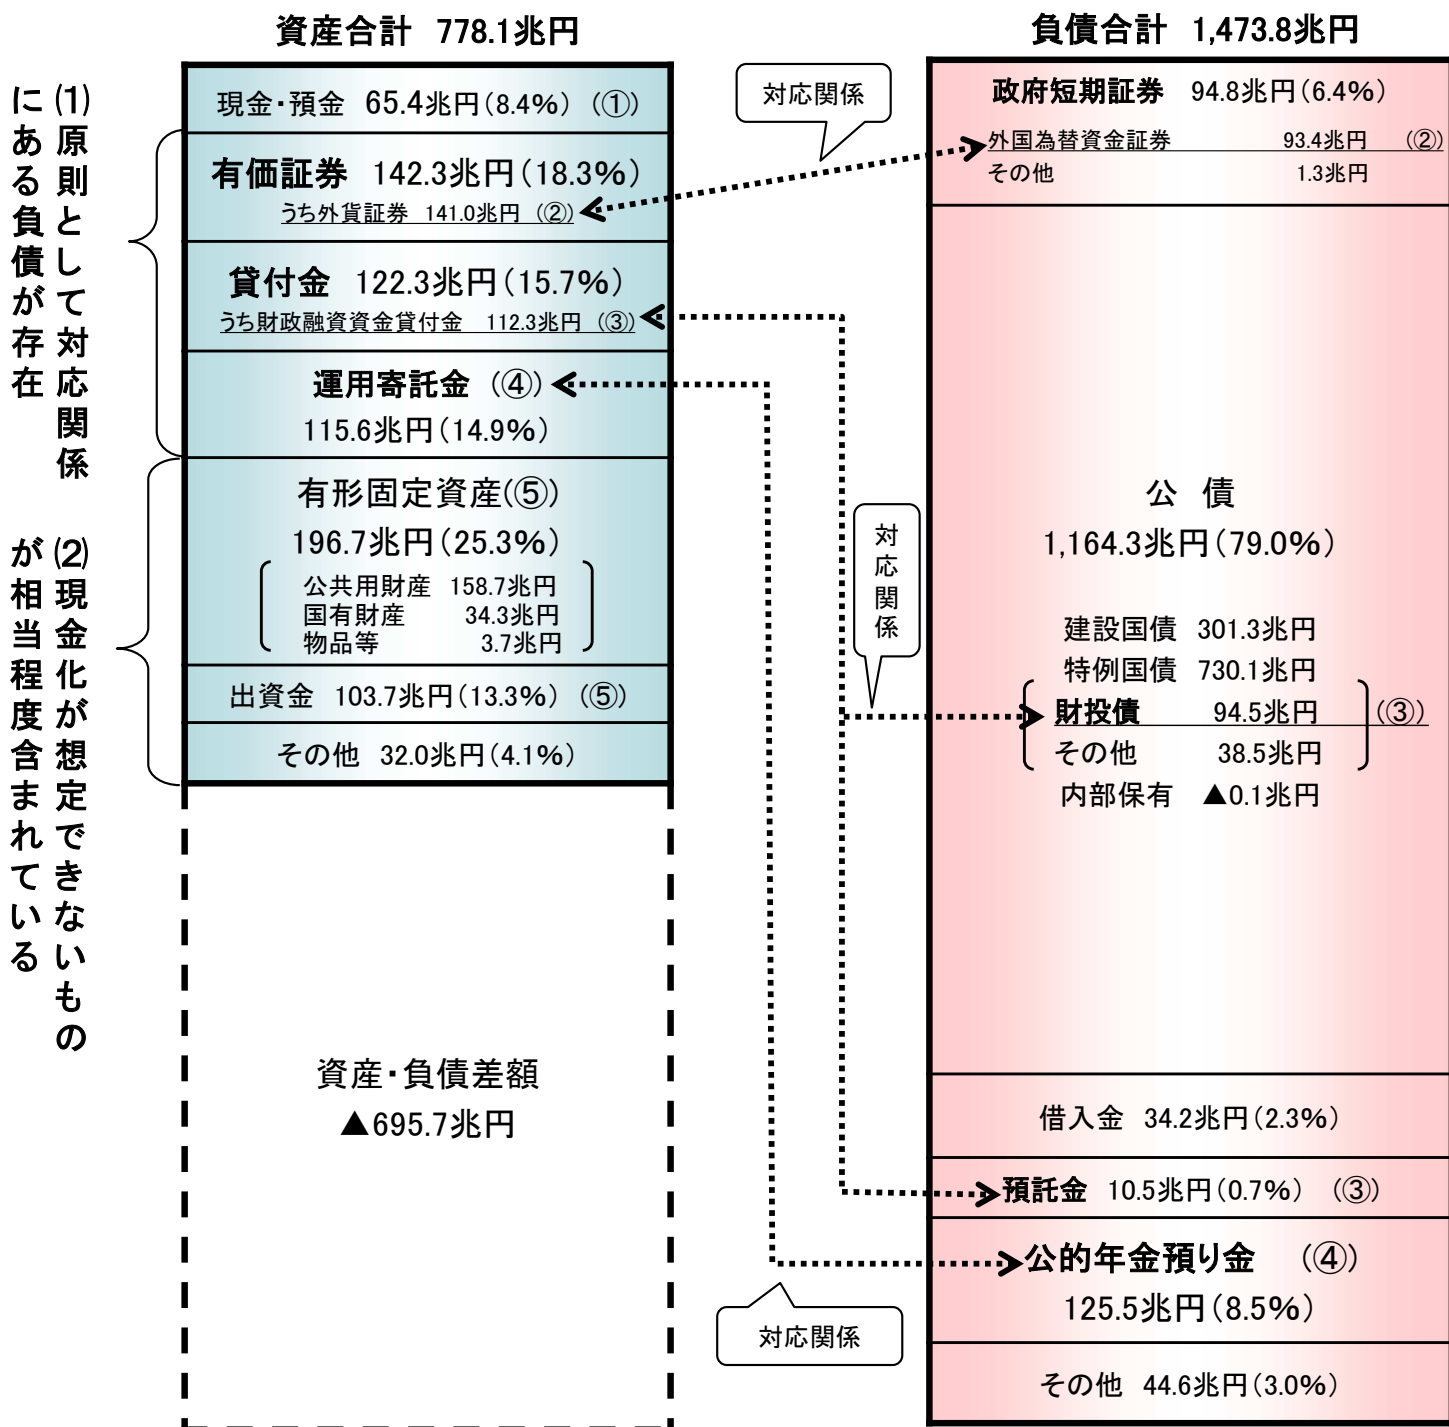 資産合計 778.1兆円
現金・預金 65.4兆円(8.4%) (①)
有価証券 142.3兆円(18.3%)
うち外貨証券 141.0兆円 (②)
貸付金 122.3兆円(15.7%)
うち財政融資資金貸付金 112.3兆円 (③)
運用寄託金 (④)
115.6兆円(14.9%)
有形固定資産(⑤)
196.7兆円(25.3%)
公共用財産 158.7兆円
国有財産 34.3兆円
物品等 3.7兆円
出資金 103.7兆円(13.3%) (⑤)
その他 32.0兆円(4.1%)
資産・負債差額
▲695.7兆円
⑴原則として対応関係
にある負債が存在
⑵現金化が想定できないもの
が相当程度含まれている
対応関係
対応関係
対応関係
負債合計 1,473.8兆円
政府短期証券 94.8兆円(6.4%)
外国為替資金証券 93.4兆円 (②)
その他 1.3兆円
公 債
1,164.3兆円(79.0%)
建設国債 301.3兆円
特例国債 730.1兆円
財投債 94.5兆円 (③)
その他 38.5兆円
内部保有 ▲0.1兆円
借入金 34.2兆円(2.3%)
預託金 10.5兆円(0.7%) (③)
公的年金預り金 (④)
125.5兆円(8.5%)
その他 44.6兆円(3.0%)